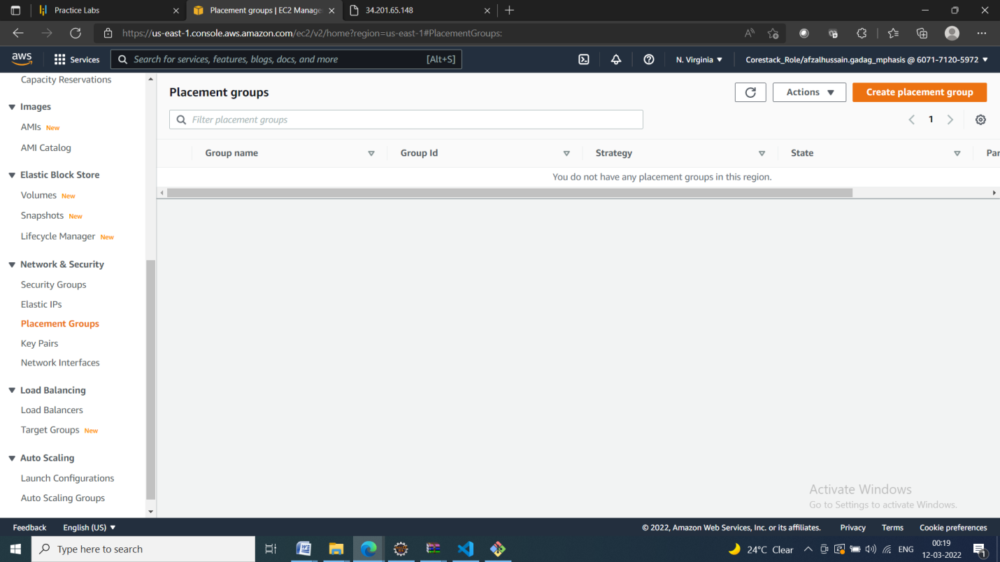 Practice Labs
Placement groups | EC2 Manage
34.201.65.148
https://us-east-1.console.aws.amazon.com/ec2/v2/home?region=us-east-1#PlacementGroups:
aws
Services
Search for services, features, blogs, docs, and more
[Alt+S]
N. Virginia
Corestack_Role/afzalhussain.gadag_mphasis @ 6071-7120-5972
Capacity Reservations
Images
AMIs New
AMI Catalog
Elastic Block Store
Volumes New
Snapshots New
Lifecycle Manager New
Network & Security
Security Groups
Elastic IPs
Placement Groups
Key Pairs
Network Interfaces
Load Balancing
Load Balancers
Target Groups New
Auto Scaling
Launch Configurations
Auto Scaling Groups
Placement groups
Actions
Create placement group
Filter placement groups
1
Group name
Group Id
Strategy
State
Par
You do not have any placement groups in this region.
Activate Windows
Go to Settings to activate Windows.
Feedback
English (US)
© 2022, Amazon Web Services, Inc. or its affiliates.
Privacy
Terms
Cookie preferences
Type here to search
24°C Clear
ENG
00:19
12-03-2022
1